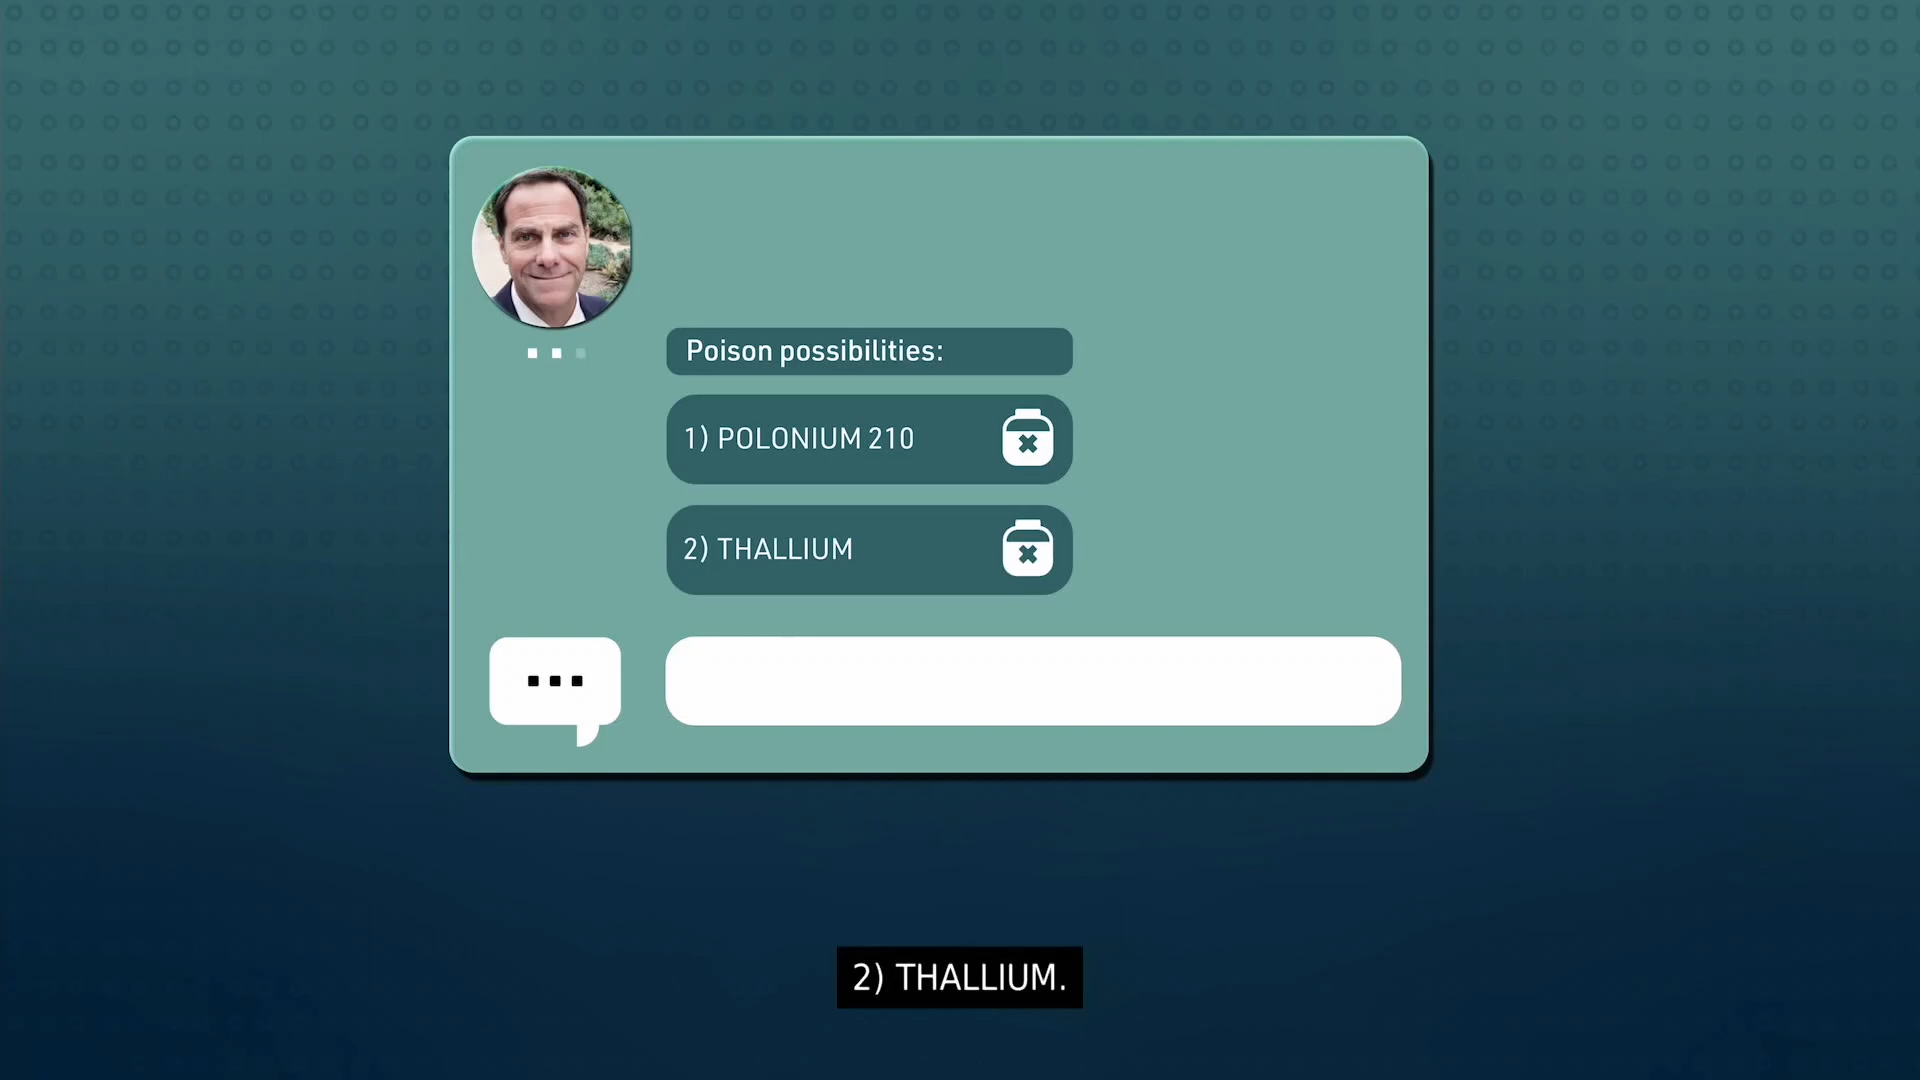 Poison possibilities:
1) POLONIUM 210
2) THALLIUM
2) THALLIUM.